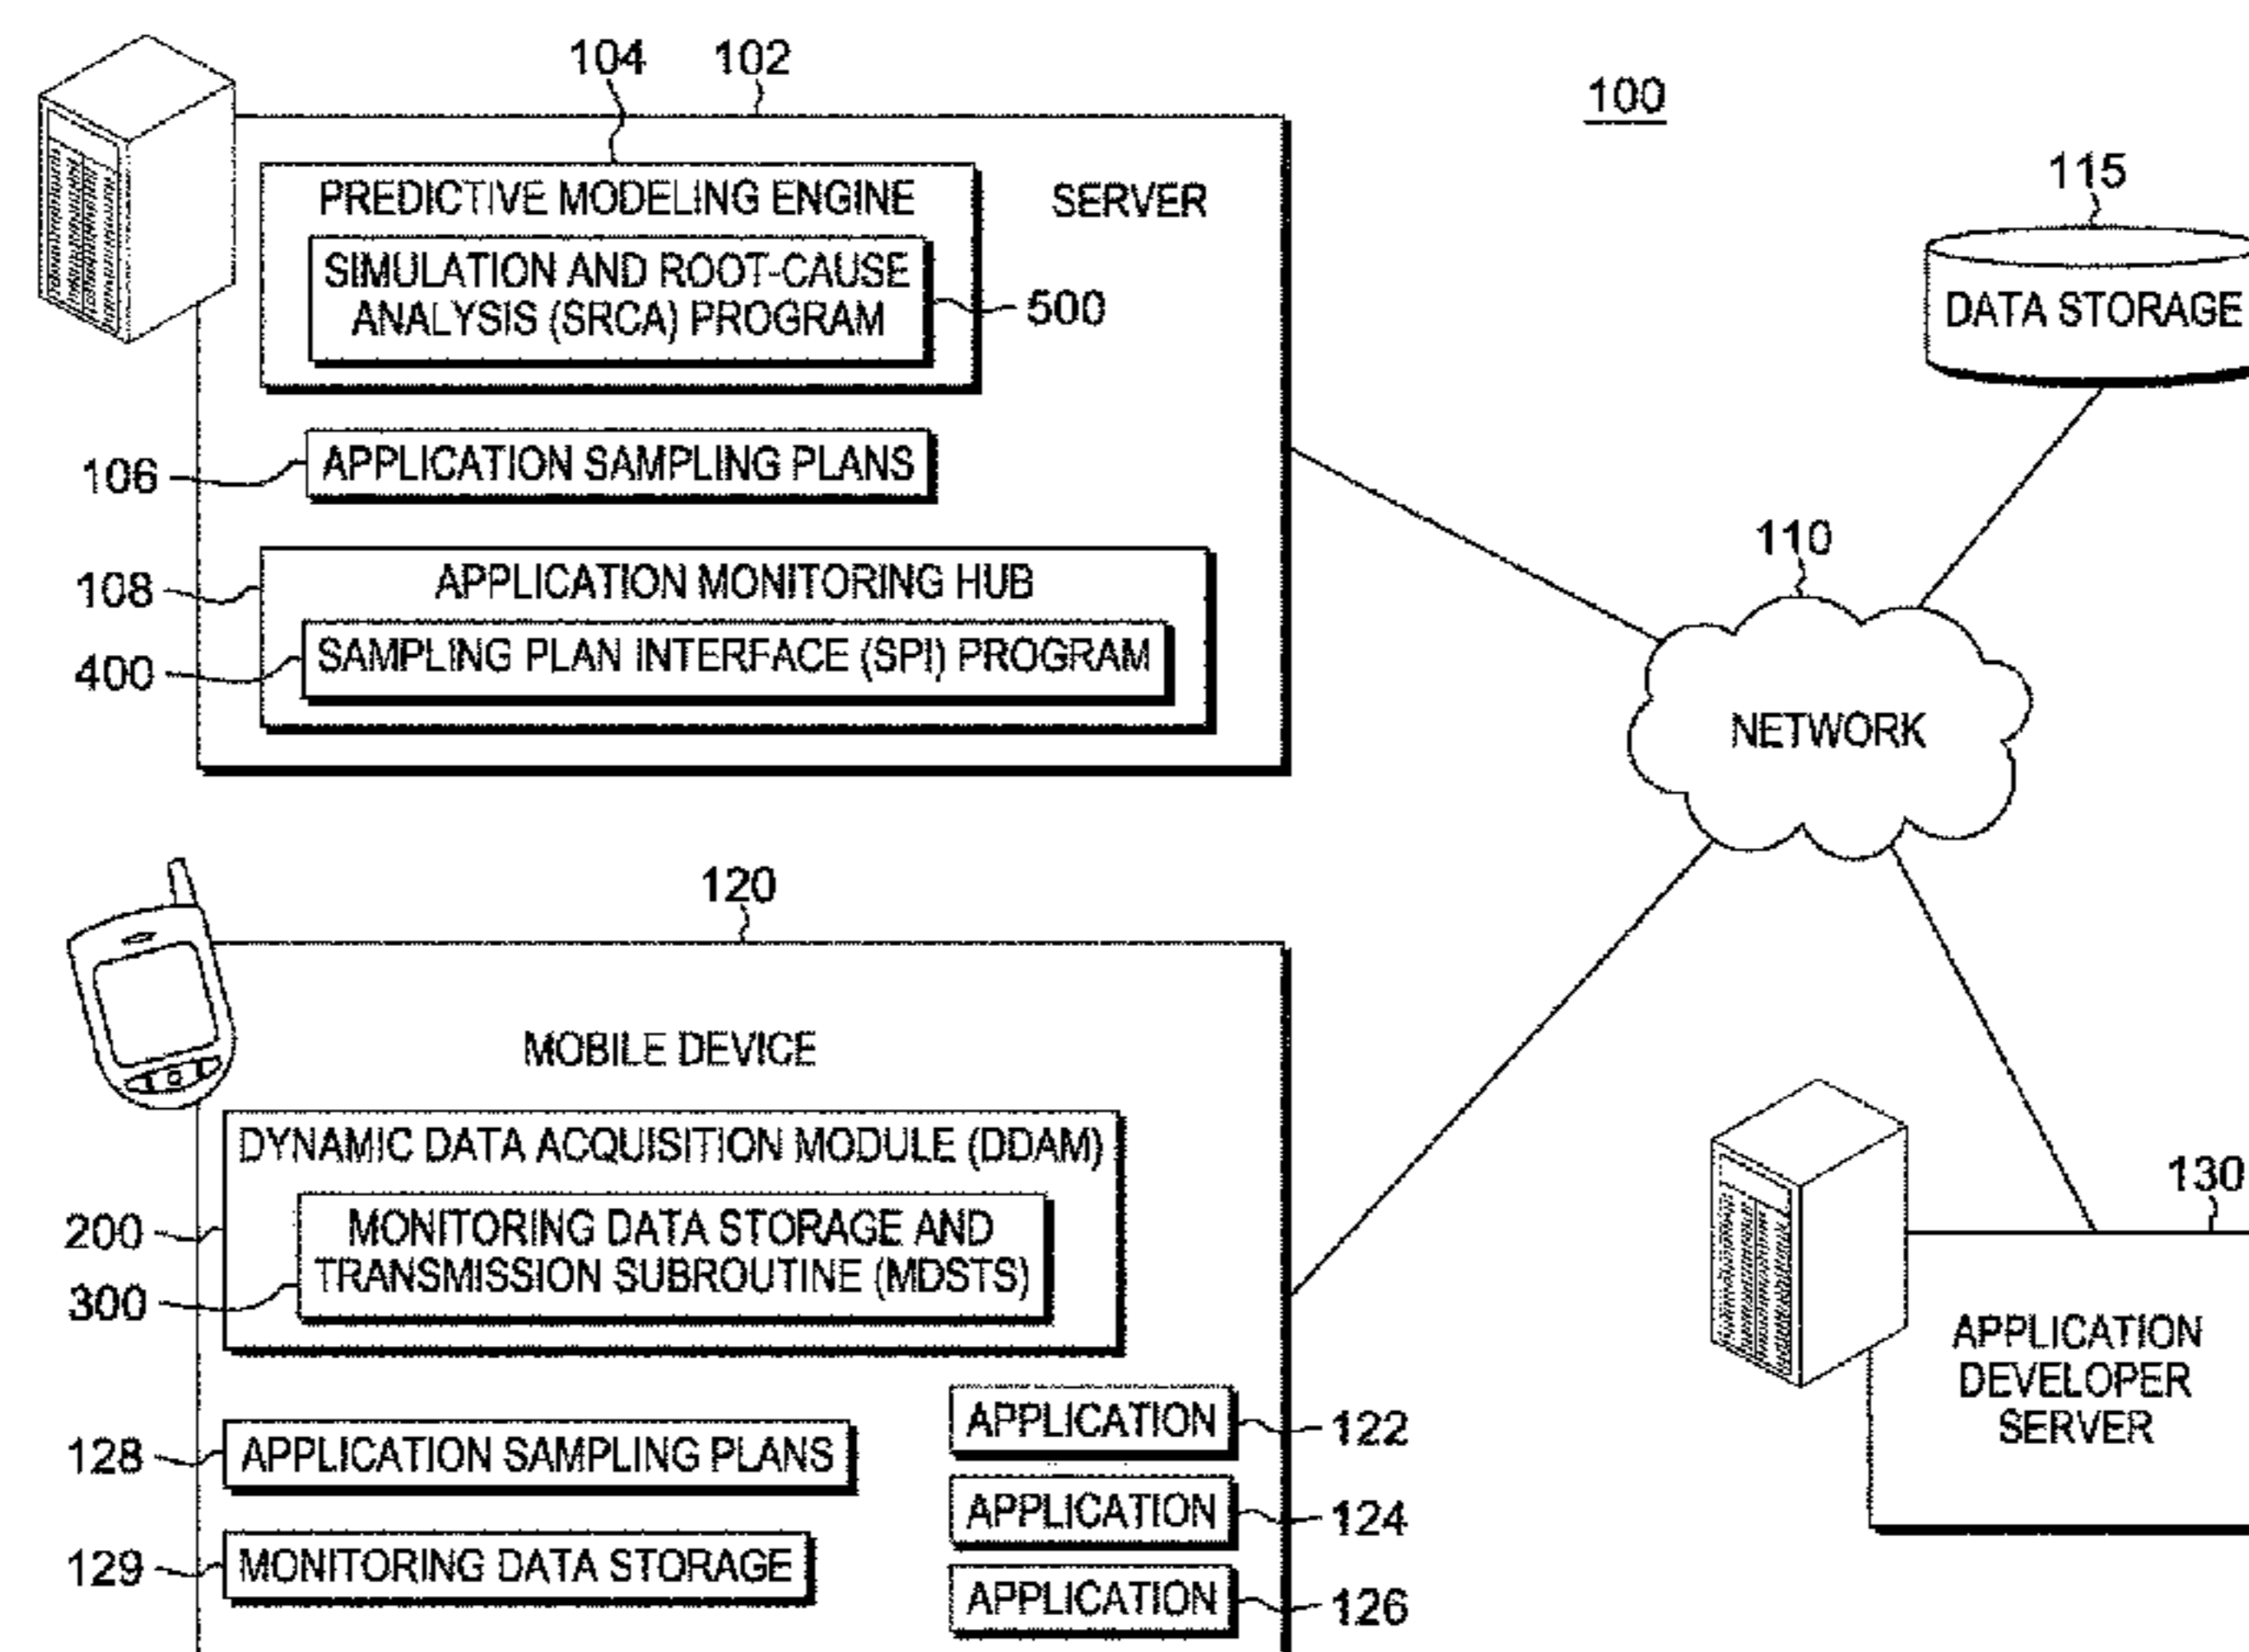 104
102
100
PREDICTIVE MODELING ENGINE
SERVER
SIMULATION AND ROOT-CAUSE
ANALYSIS (SRCA) PROGRAM
500
115
DATA STORAGE
106
APPLICATION SAMPLING PLANS
108
APPLICATION MONITORING HUB
400
SAMPLING PLAN INTERFACE (SPI) PROGRAM
110
NETWORK
120
MOBILE DEVICE
DYNAMIC DATA ACQUISITION MODULE (DDAM)
200
MONITORING DATA STORAGE AND
TRANSMISSION SUBROUTINE (MDSTS)
300
130
APPLICATION
DEVELOPER
SERVER
128
APPLICATION SAMPLING PLANS
129
MONITORING DATA STORAGE
APPLICATION
122
APPLICATION
124
APPLICATION
126